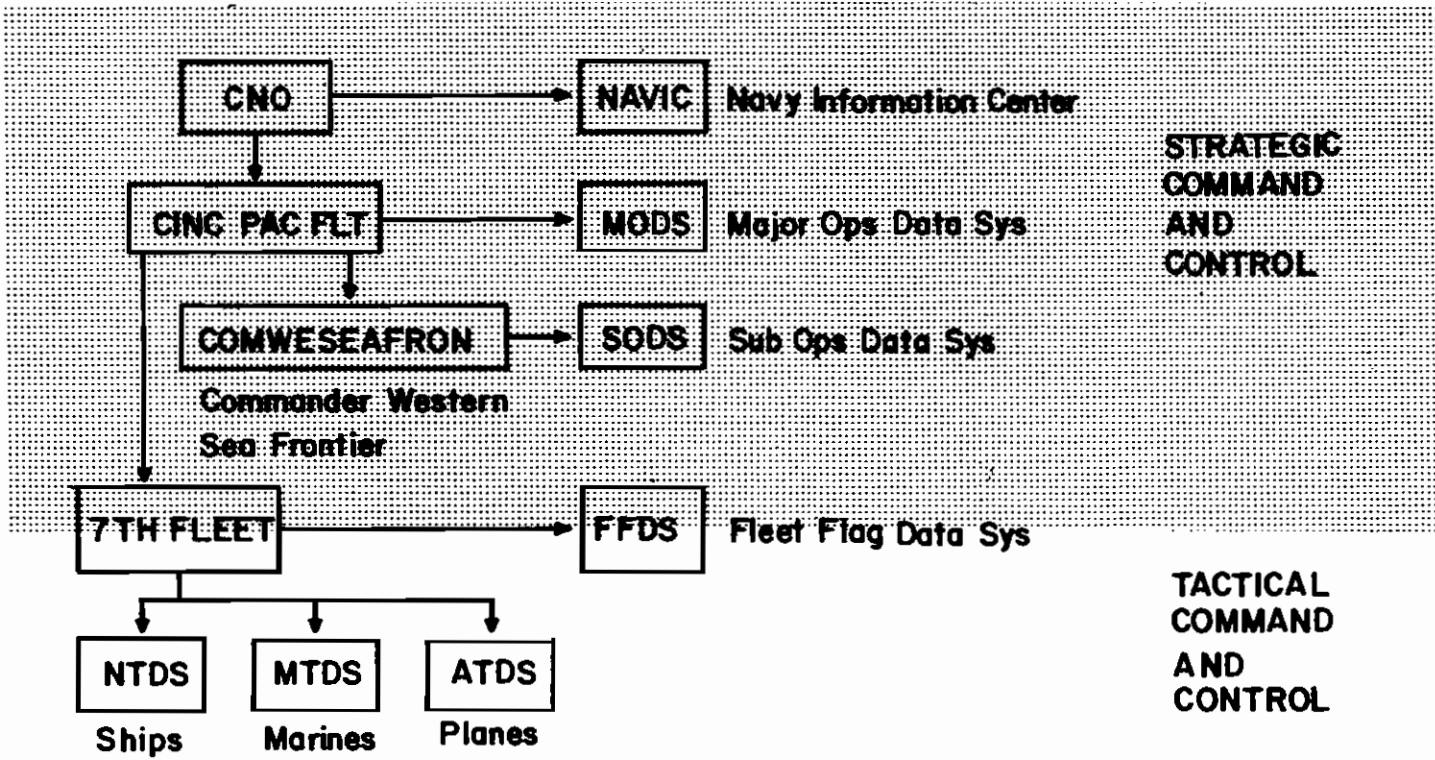 CNO
NAVIC Navy Information Center
STRATEGIC
COMMAND
AND
CONTROL
CINC PAC FLT
MODS Major Ops Data Sys
COMWESEAFRON
SODS Sub Ops Data Sys
Commander Western
Sea Frontier
7TH FLEET
FFDS Fleet Flag Data Sys
TACTICAL
COMMAND
AND
CONTROL
NTDS
MTDS
ATDS
Ships
Marines
Planes